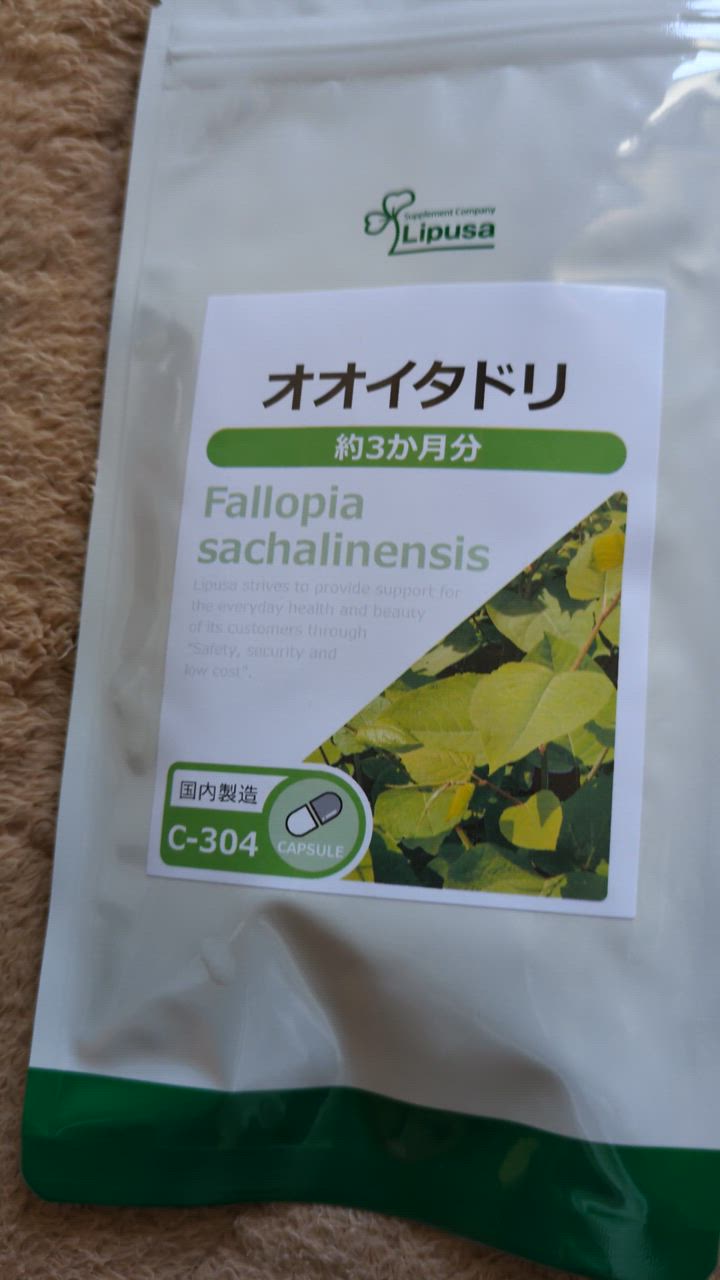 Supplement Company
Lipusa
オオイタドリ
約3か月分
Fallopia
sachalinensis
Lipusa strives to provide support for
the everyday health and beauty
of its customers through
"Safety, security and
low cost".
国内製造
C-304
CAPSULE